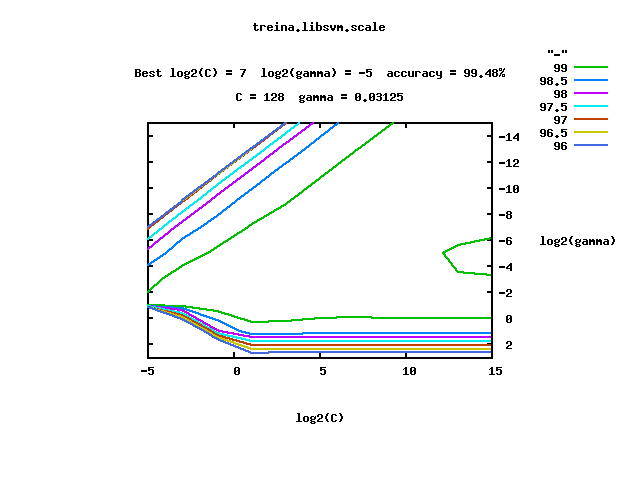 treina.libsvm.scale
"-"
Best log2(C) = 7  log2(gamma) = -5  accuracy = 99.48%
C = 128  gamma = 0.03125
99
98.5
98
97.5
97
96.5
96
-14
-12
-10
-8
-6
-4
-2
0
2
log2(gamma)
-5 0 5 10 15
log2(C)